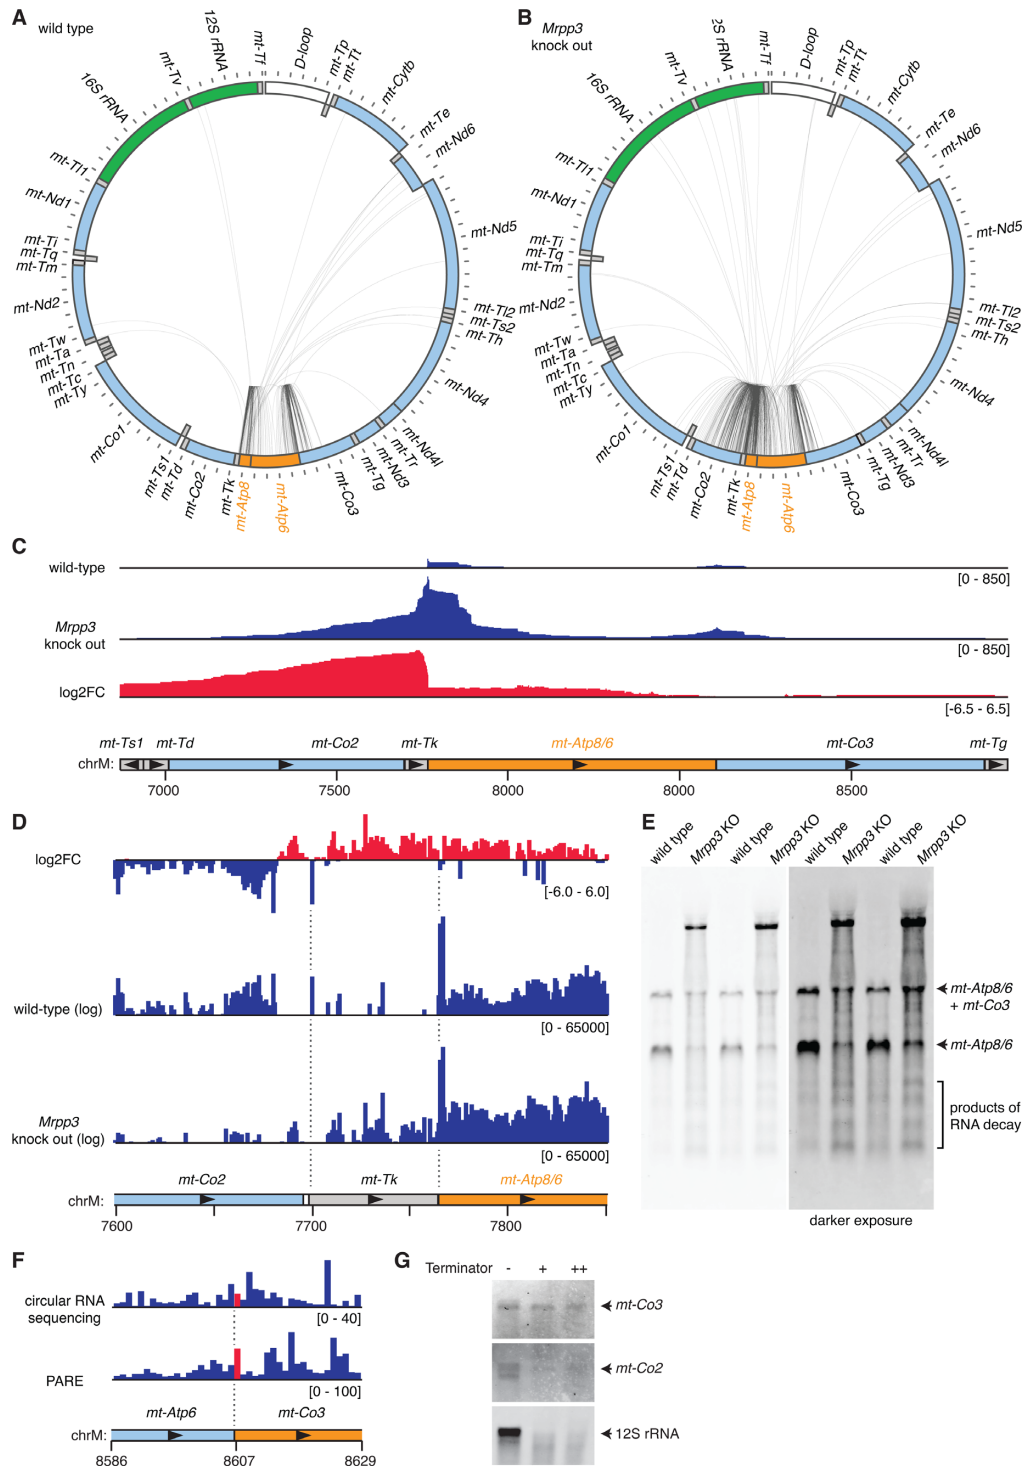 A
wild type
mt-Tv
12S rRNA
mt-Tf
D-loop
mt-Tp
mt-Tt
mt-Cytb
mt-Te
mt-Nd6
16S rRNA
mt-Tl1
mt-Nd1
mt-Nd5
mt-Ti
mt-Tq
mt-Tm
mt-Nd2
mt-Tl2
mt-Ts2
mt-Th
mt-Tw
mt-Ta
mt-Tn
mt-Tc
mt-Ty
mt-Nd4
mt-Co1
mt-Nd4l
mt-Tr
mt-Nd3
mt-Tg
mt-Ts1
mt-Td
mt-Co2
mt-Tk
mt-Atp8
mt-Atp6
mt-Co3
B
Mrpp3
knock out
mt-Tv
2S rRNA
mt-Tf
D-loop
mt-Tp
mt-Tt
mt-Cytb
mt-Te
mt-Nd6
16S rRNA
mt-Tl1
mt-Nd1
mt-Nd5
mt-Ti
mt-Tq
mt-Tm
mt-Nd2
mt-Tl2
mt-Ts2
mt-Th
mt-Tw
mt-Ta
mt-Tn
mt-Tc
mt-Ty
mt-Nd4
mt-Co1
mt-Nd4l
mt-Tr
mt-Nd3
mt-Tg
mt-Ts1
mt-Td
mt-Co2
mt-Tk
mt-Atp8
mt-Atp6
mt-Co3
C
wild-type
[0 - 850]
Mrpp3
knock out
[0 - 850]
log2FC
[-6.5 - 6.5]
mt-Ts1 mt-Td mt-Co2 mt-Tk mt-Atp8/6 mt-Co3 mt-Tg
chrM:
7000 7500 8000 8000 8500
D
log2FC
[-6.0 - 6.0]
wild-type (log)
[0 - 65000]
Mrpp3
knock out (log)
[0 - 65000]
mt-Co2 mt-Tk mt-Atp8/6
chrM:
7600 7700 7800
E
wild type Mrpp3 KO wild type Mrpp3 KO wild type Mrpp3 KO wild type Mrpp3 KO
mt-Atp8/6
+ mt-Co3
mt-Atp8/6
products of
RNA decay
darker exposure
F
circular RNA
sequencing
[0 - 40]
PARE
[0 - 100]
mt-Atp6 mt-Co3
chrM:
8586 8607 8629
G
Terminator - + ++
mt-Co3
mt-Co2
12S rRNA